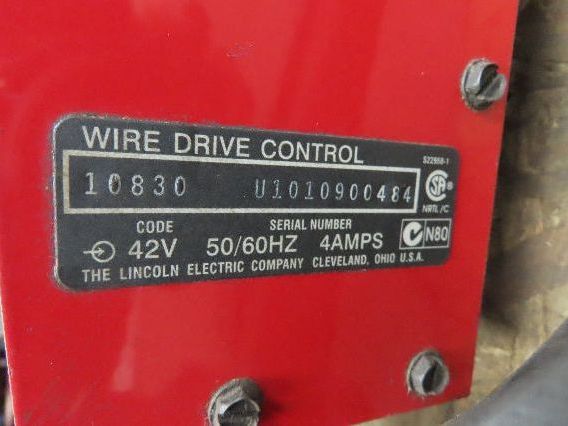 WIRE DRIVE CONTROL
S22958-1
10830 U1010900484
NRTL/C
CODE SERIAL NUMBER
42V 50/60HZ 4AMPS N80
THE LINCOLN ELECTRIC COMPANY CLEVELAND, OHIO U.S.A.